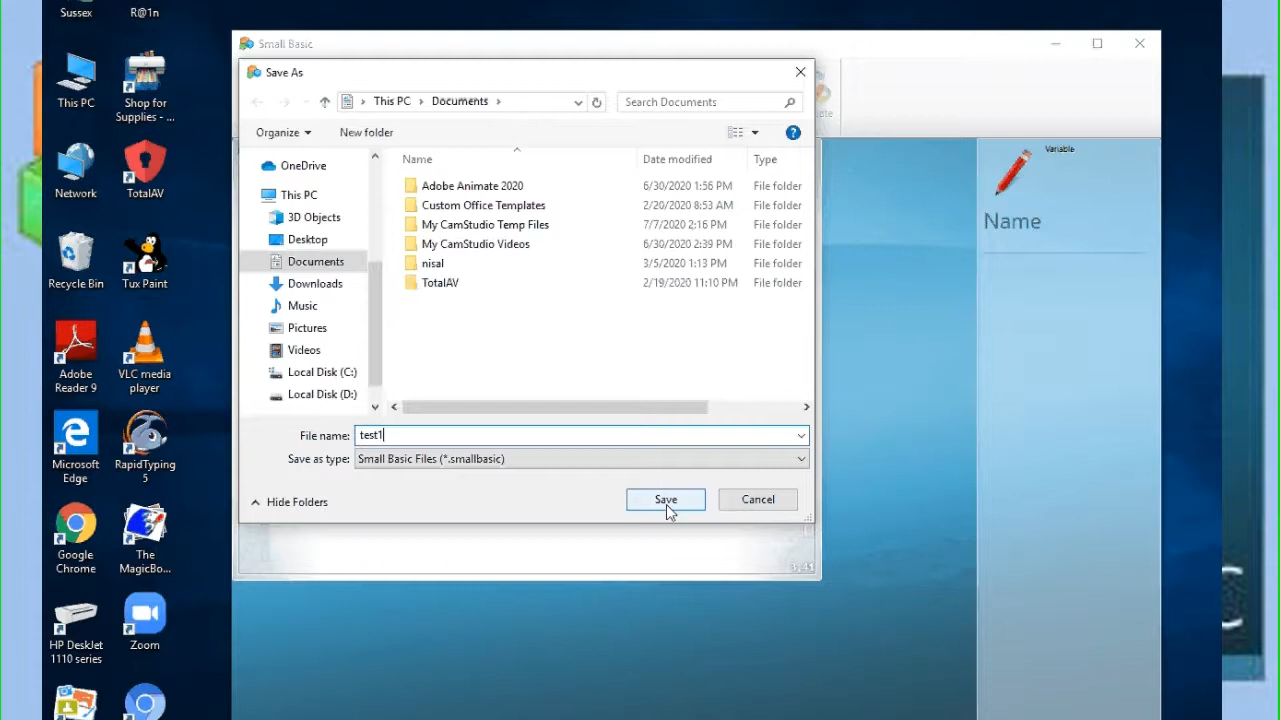 Sussex
R@1n
This PC
Shop for
Supplies - ...
Network
TotalAV
Recycle Bin
Tux Paint
Adobe
Reader 9
VLC media
player
Microsoft
Edge
RapidTyping
5
Google
Chrome
The
MagicBo...
HP DeskJet
1110 series
Zoom
Small Basic
Save As
This PC
Documents
Search Documents
Organize
New folder
OneDrive
This PC
3D Objects
Desktop
Documents
Downloads
Music
Pictures
Videos
Local Disk (C:)
Local Disk (D:)
Name Date modified Type
Adobe Animate 2020 6/30/2020 1:56 PM File folder
Custom Office Templates 2/20/2020 8:53 AM File folder
My CamStudio Temp Files 7/7/2020 2:16 PM File folder
My CamStudio Videos 6/30/2020 2:39 PM File folder
nisal 3/5/2020 1:13 PM File folder
TotalAV 2/19/2020 11:10 PM File folder
File name: test1
Save as type: Small Basic Files (*.smallbasic)
Hide Folders
Save
Cancel
3:41
Variable
Name